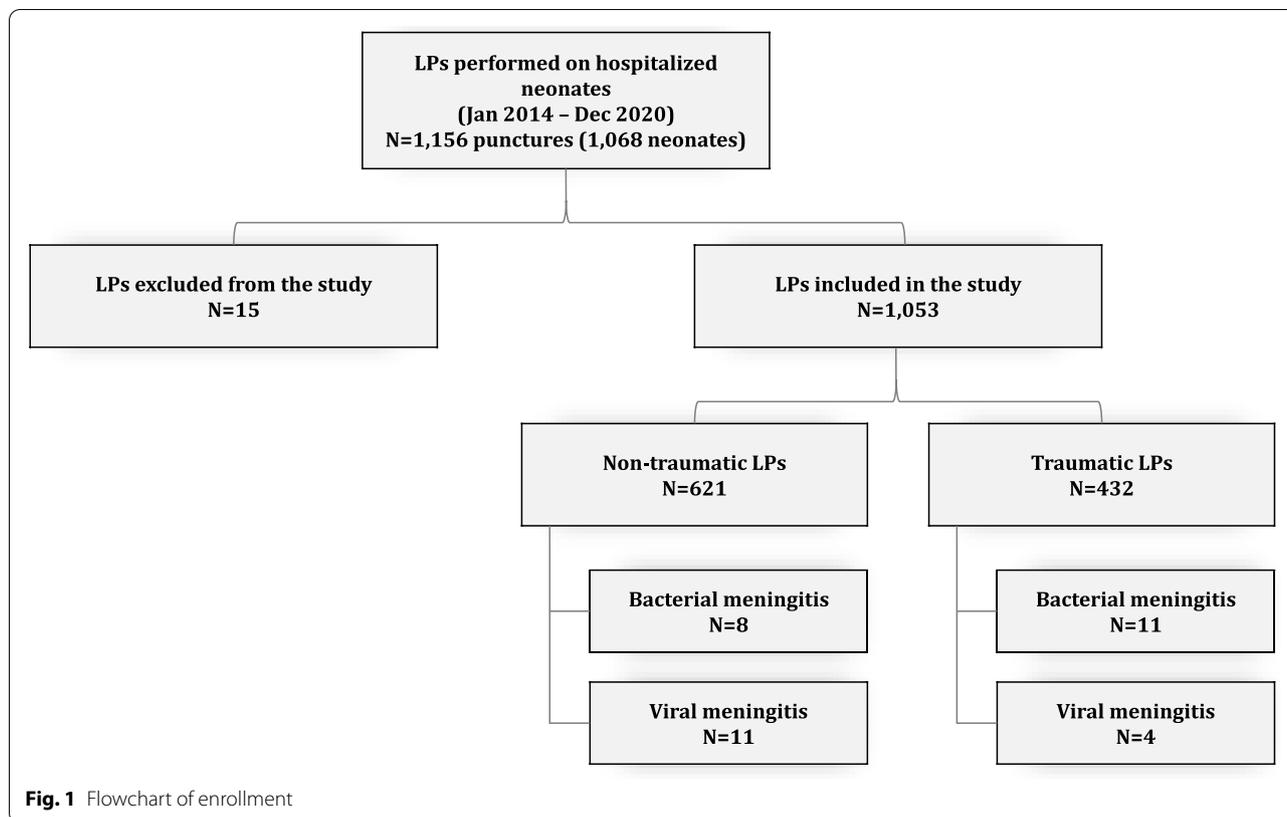 LPs performed on hospitalized
neonates
(Jan 2014 – Dec 2020)
N=1,156 punctures (1,068 neonates)
LPs excluded from the study
N=15
LPs included in the study
N=1,053
Non-traumatic LPs
N=621
Traumatic LPs
N=432
Bacterial meningitis
N=8
Bacterial meningitis
N=11
Viral meningitis
N=11
Viral meningitis
N=4
Fig. 1 Flowchart of enrollment